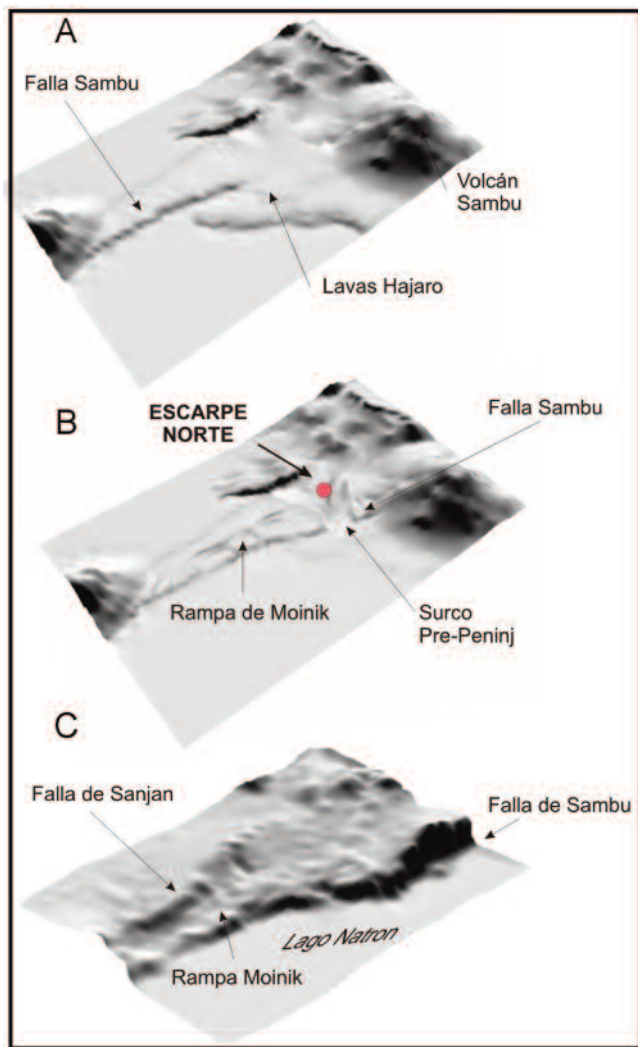 A
Falla Sambu
Volcán
Sambu
Lavas Hajaro
B
ESCARPE
NORTE
Falla Sambu
Rampa de Moinik
Surco
Pre-Peninj
C
Falla de Sanjan
Falla de Sambu
Lago Natron
Rampa Moinik